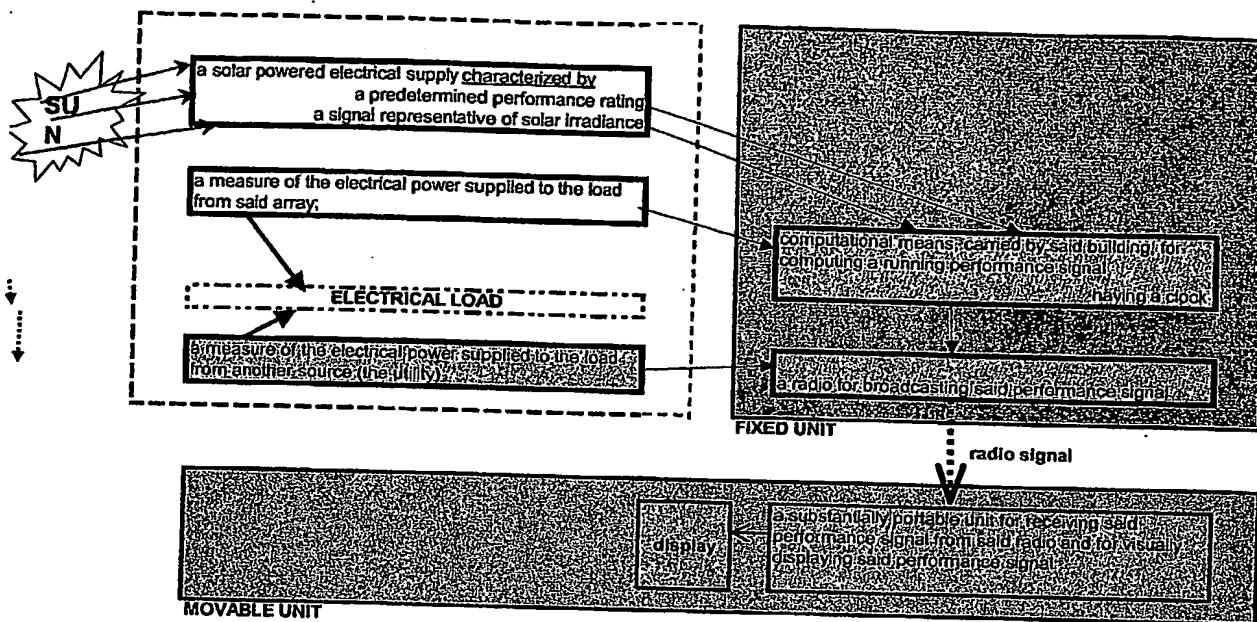 SU
N
a solar powered electrical supply characterized by
a predetermined performance rating
a signal representative of solar irradiance
a measure of the electrical power supplied to the load
from said array;
ELECTRICAL LOAD
a measure of the electrical power supplied to the load
from another source (the utility)
computational means, carried by said building, for
computing a running performance signal
having a clock
a radio for broadcasting said performance signal
FIXED UNIT
radio signal
a substantially portable unit for receiving said
performance signal from said radio and for visually
displaying said performance signal
display
MOVABLE UNIT